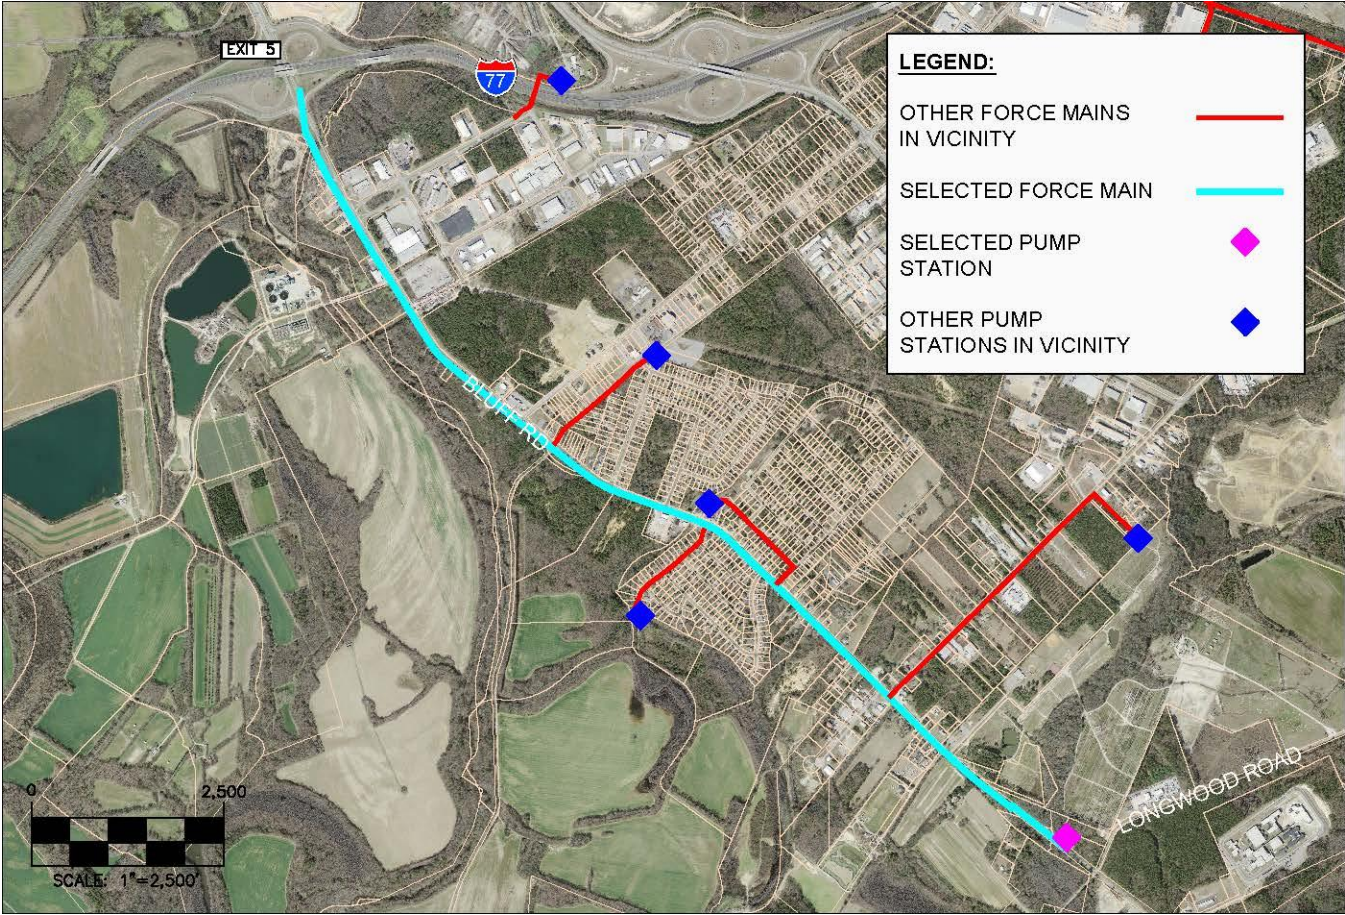 EXIT 5
77
LEGEND:
OTHER FORCE MAINS
IN VICINITY
SELECTED FORCE MAIN
SELECTED PUMP
STATION
OTHER PUMP
STATIONS IN VICINITY
BLUFF RD
LONGWOOD ROAD
0 2,500
SCALE: 1"=2,500'